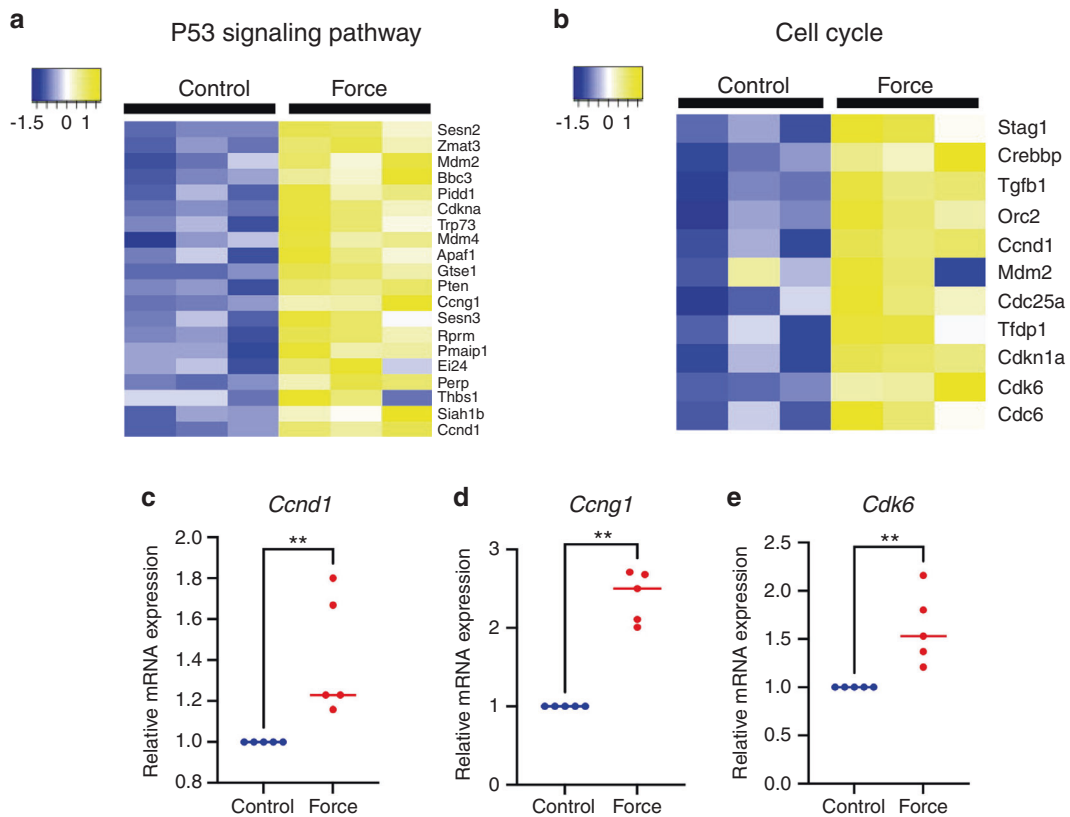 a
P53 signaling pathway
Control Force
-1.5 0 1
Sesn2
Zmat3
Mdm2
Bbc3
Pidd1
Cdkna
Trp73
Mdm4
Apaf1
Gtse1
Pten
Ccng1
Sesn3
Rprm
Pmaip1
Ei24
Perp
Thbs1
Siah1b
Ccnd1
b
Cell cycle
Control Force
-1.5 0 1
Stag1
Crebbp
Tgfb1
Orc2
Ccnd1
Mdm2
Cdc25a
Tfdp1
Cdkn1a
Cdk6
Cdc6
c
Ccnd1
**
Relative mRNA expression
2.0
1.8
1.6
1.4
1.2
1.0
0.8
Control Force
d
Ccng1
**
Relative mRNA expression
3
2
1
0
Control Force
e
Cdk6
**
Relative mRNA expression
2.5
2.0
1.5
1.0
0.5
0.0
Control Force